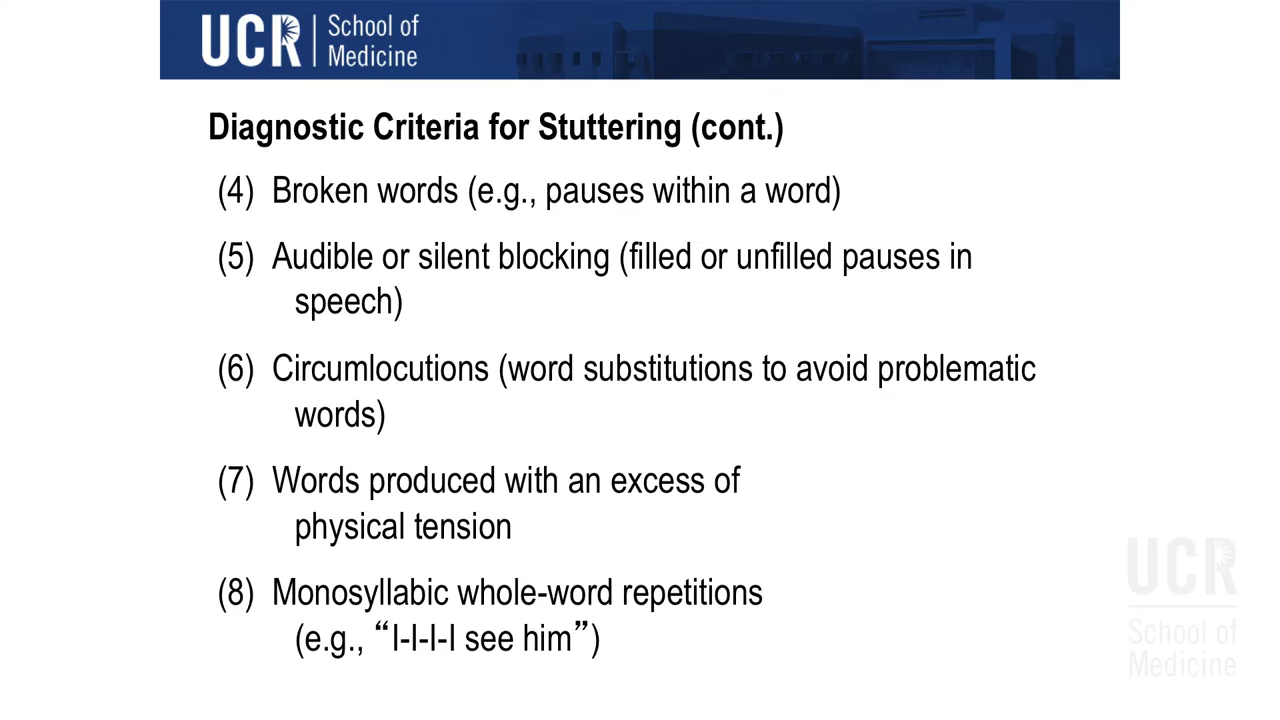 UCR School of
Medicine
Diagnostic Criteria for Stuttering (cont.)
(4) Broken words (e.g., pauses within a word)
(5) Audible or silent blocking (filled or unfilled pauses in
speech)
(6) Circumlocutions (word substitutions to avoid problematic
words)
(7) Words produced with an excess of
physical tension
(8) Monosyllabic whole-word repetitions
(e.g., “I-I-I-I see him”)
UCR
School of
Medicine